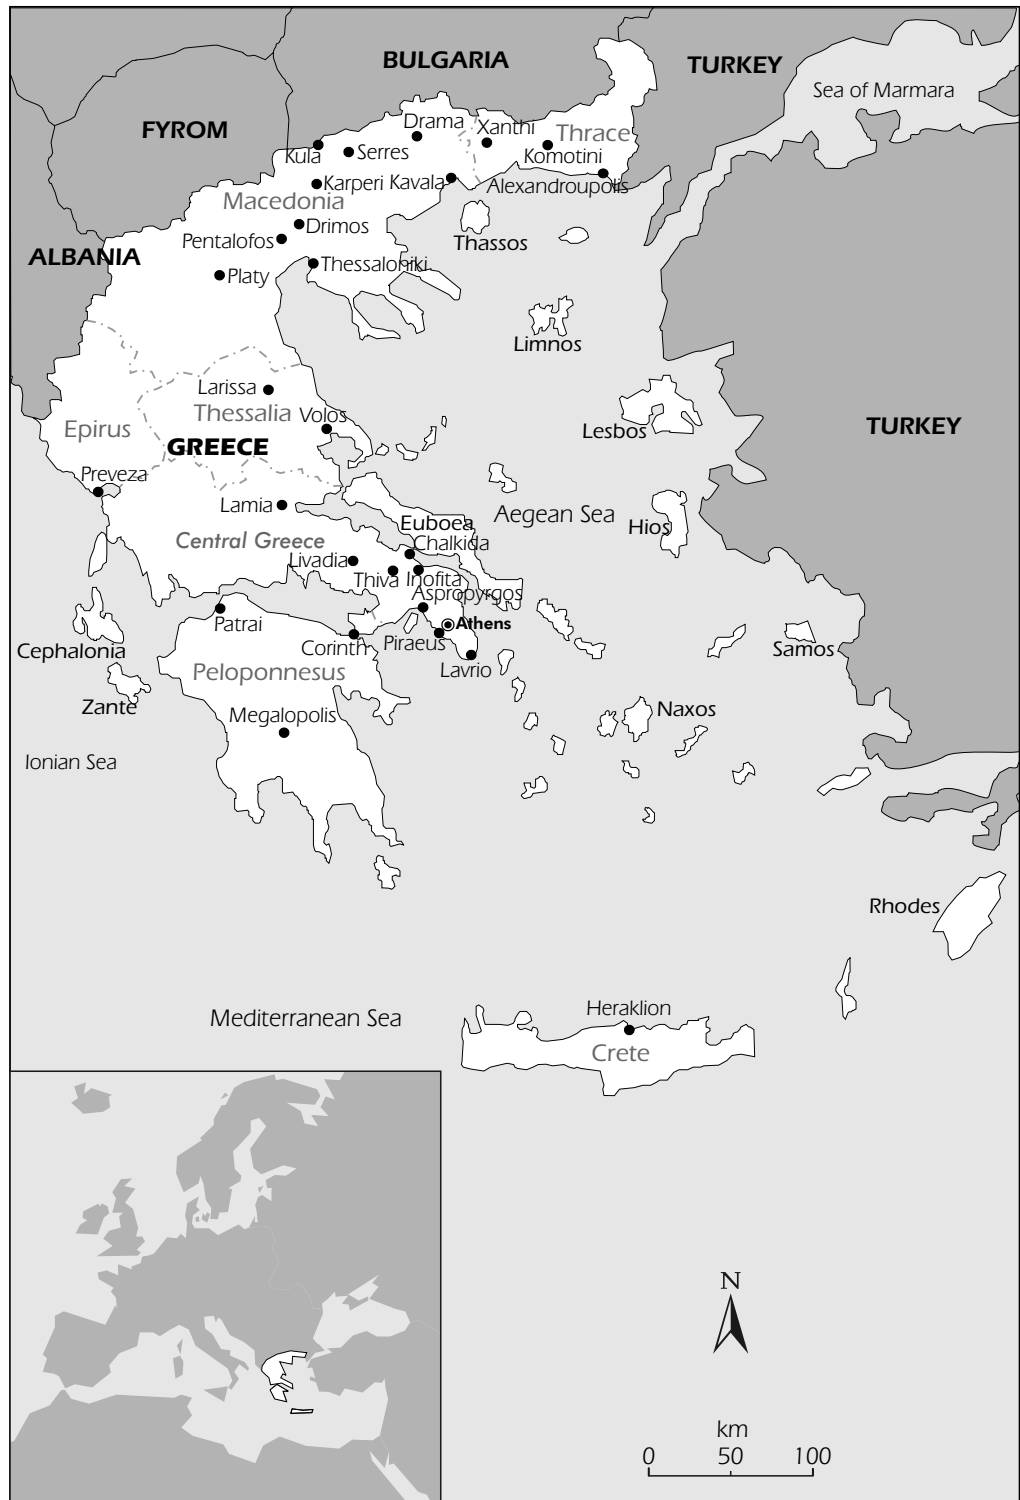 BULGARIA
TURKEY
Sea of Marmara
FYROM
Drama
Xanthi
Thrace
Kula
Serres
Komotini
Karperi
Kavala
Alexandroupolis
Macedonia
Drimos
Pentalofos
Thassos
ALBANIA
Thessaloniki
Platy
Limnos
Larissa
Thessalia
Volos
Epirus
Lesbos
TURKEY
GREECE
Preveza
Lamia
Aegean Sea
Euboea
Hios
Central Greece
Chalkida
Livadia
Thiva
Inofita
Aspropyrgos
Patrai
Athens
Corinth
Piraeus
Cephalonia
Samos
Lavrio
Peloponnesus
Zante
Megalopolis
Naxos
Ionian Sea
Rhodes
Heraklion
Mediterranean Sea
Crete
N
km
0 50 100